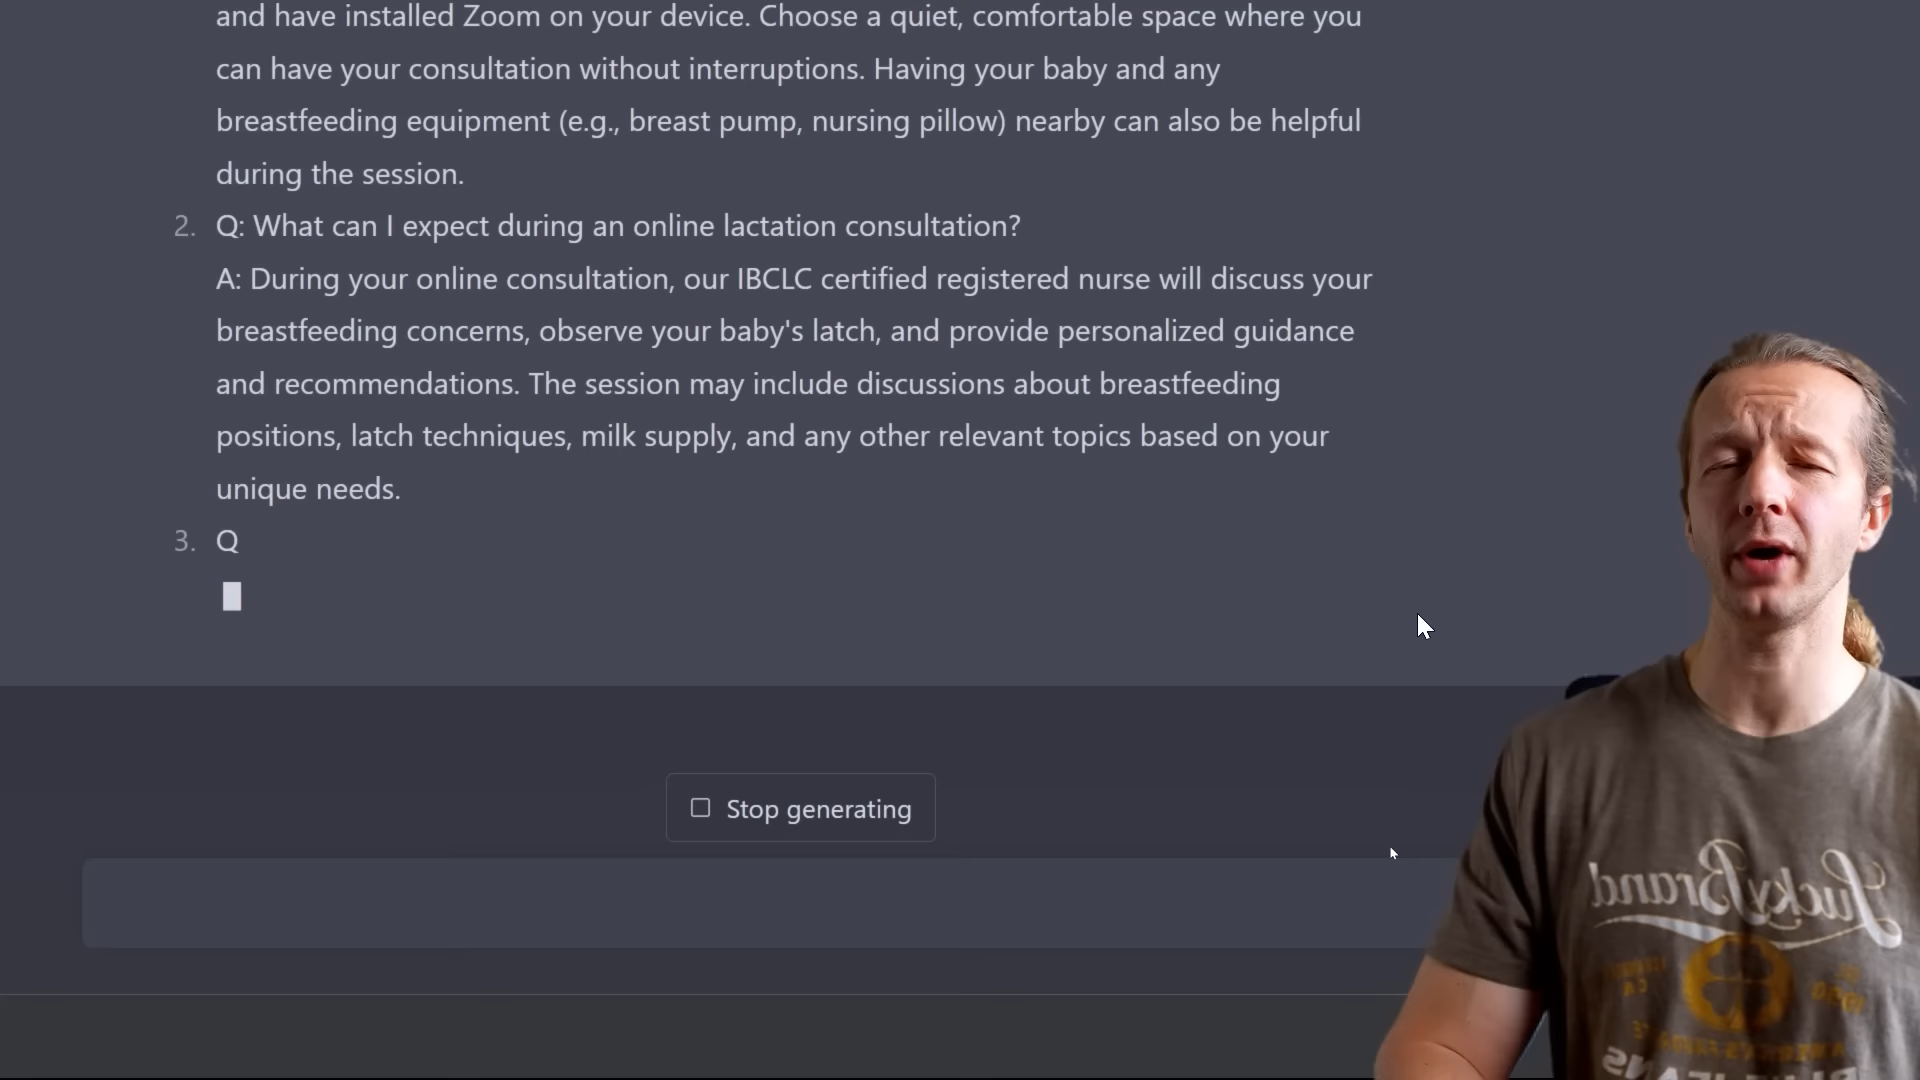 and have installed Zoom on your device. Choose a quiet, comfortable space where you
can have your consultation without interruptions. Having your baby and any
breastfeeding equipment (e.g., breast pump, nursing pillow) nearby can also be helpful
during the session.
2. Q: What can I expect during an online lactation consultation?
A: During your online consultation, our IBCLC certified registered nurse will discuss your
breastfeeding concerns, observe your baby's latch, and provide personalized guidance
and recommendations. The session may include discussions about breastfeeding
positions, latch techniques, milk supply, and any other relevant topics based on your
unique needs.
3. Q
Stop generating
Lucky Brand